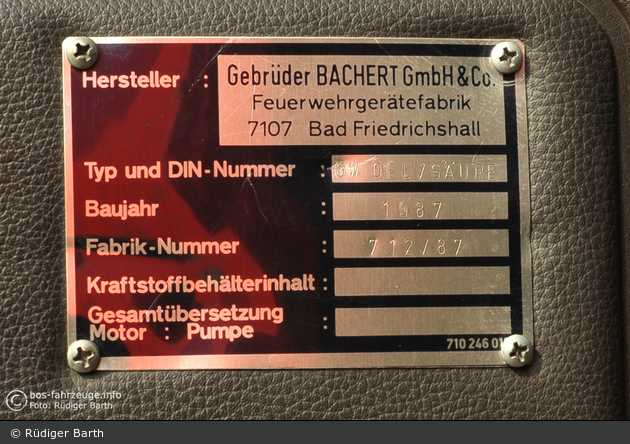 Hersteller : Gebrüder BACHERT GmbH & Co.
Feuerwehrgerätefabrik
7107 Bad Friedrichshall
Typ und DIN-Nummer : GW OEL/SÄURE
Baujahr : 1987
Fabrik-Nummer : 712/87
Kraftstoffbehälterinhalt :
Gesamtübersetzung
Motor : Pumpe :
710 246 01
© bos-fahrzeuge.info
Foto: Rüdiger Barth
© Rüdiger Barth